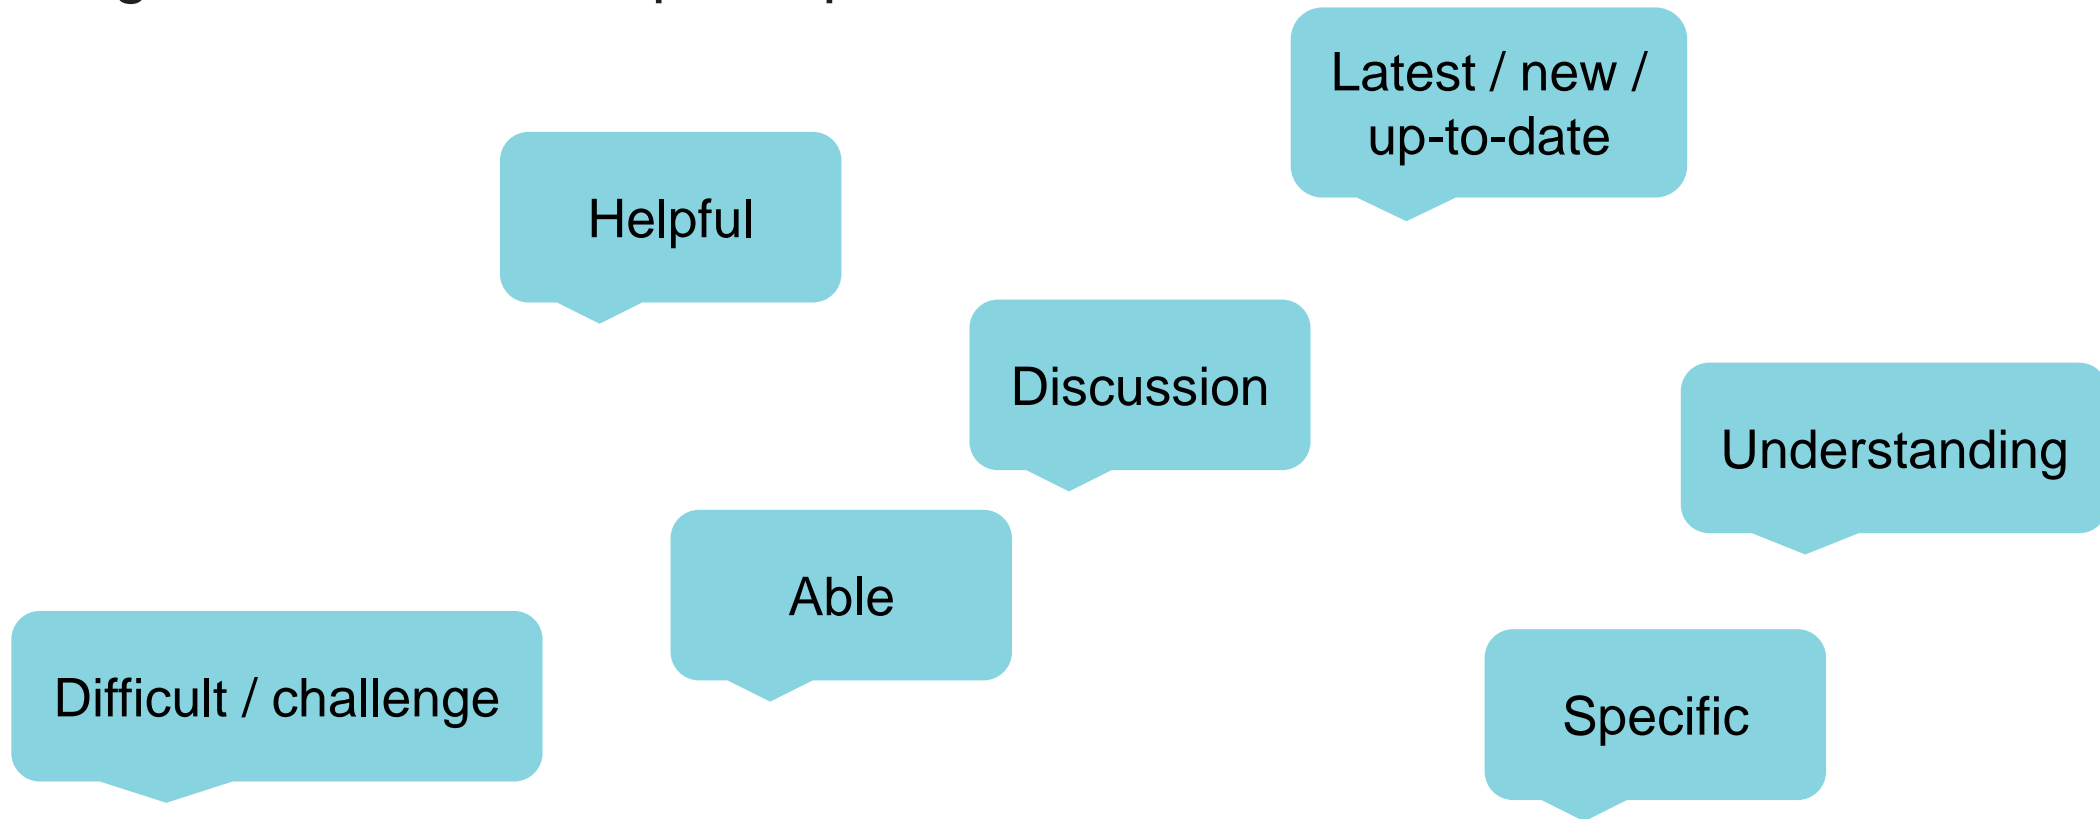 Latest / new /
up-to-date
Helpful
Discussion
Understanding
Able
Difficult / challenge
Specific